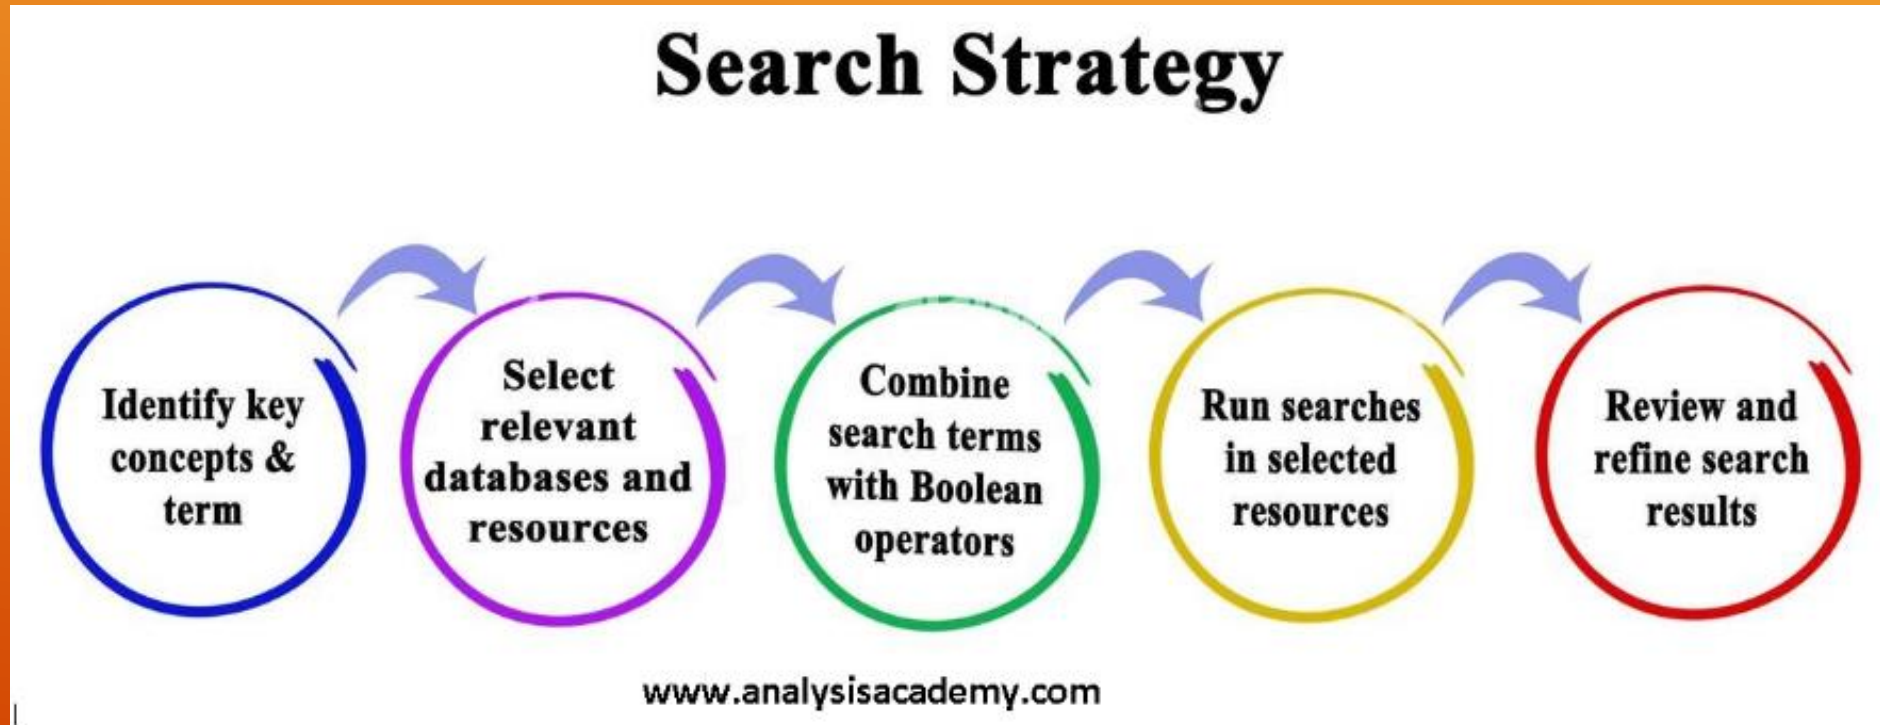 Search Strategy
Identify key
concepts &
term
Select
relevant
databases and
resources
Combine
search terms
with Boolean
operators
Run searches
in selected
resources
Review and
refine search
results
www.analysisacademy.com